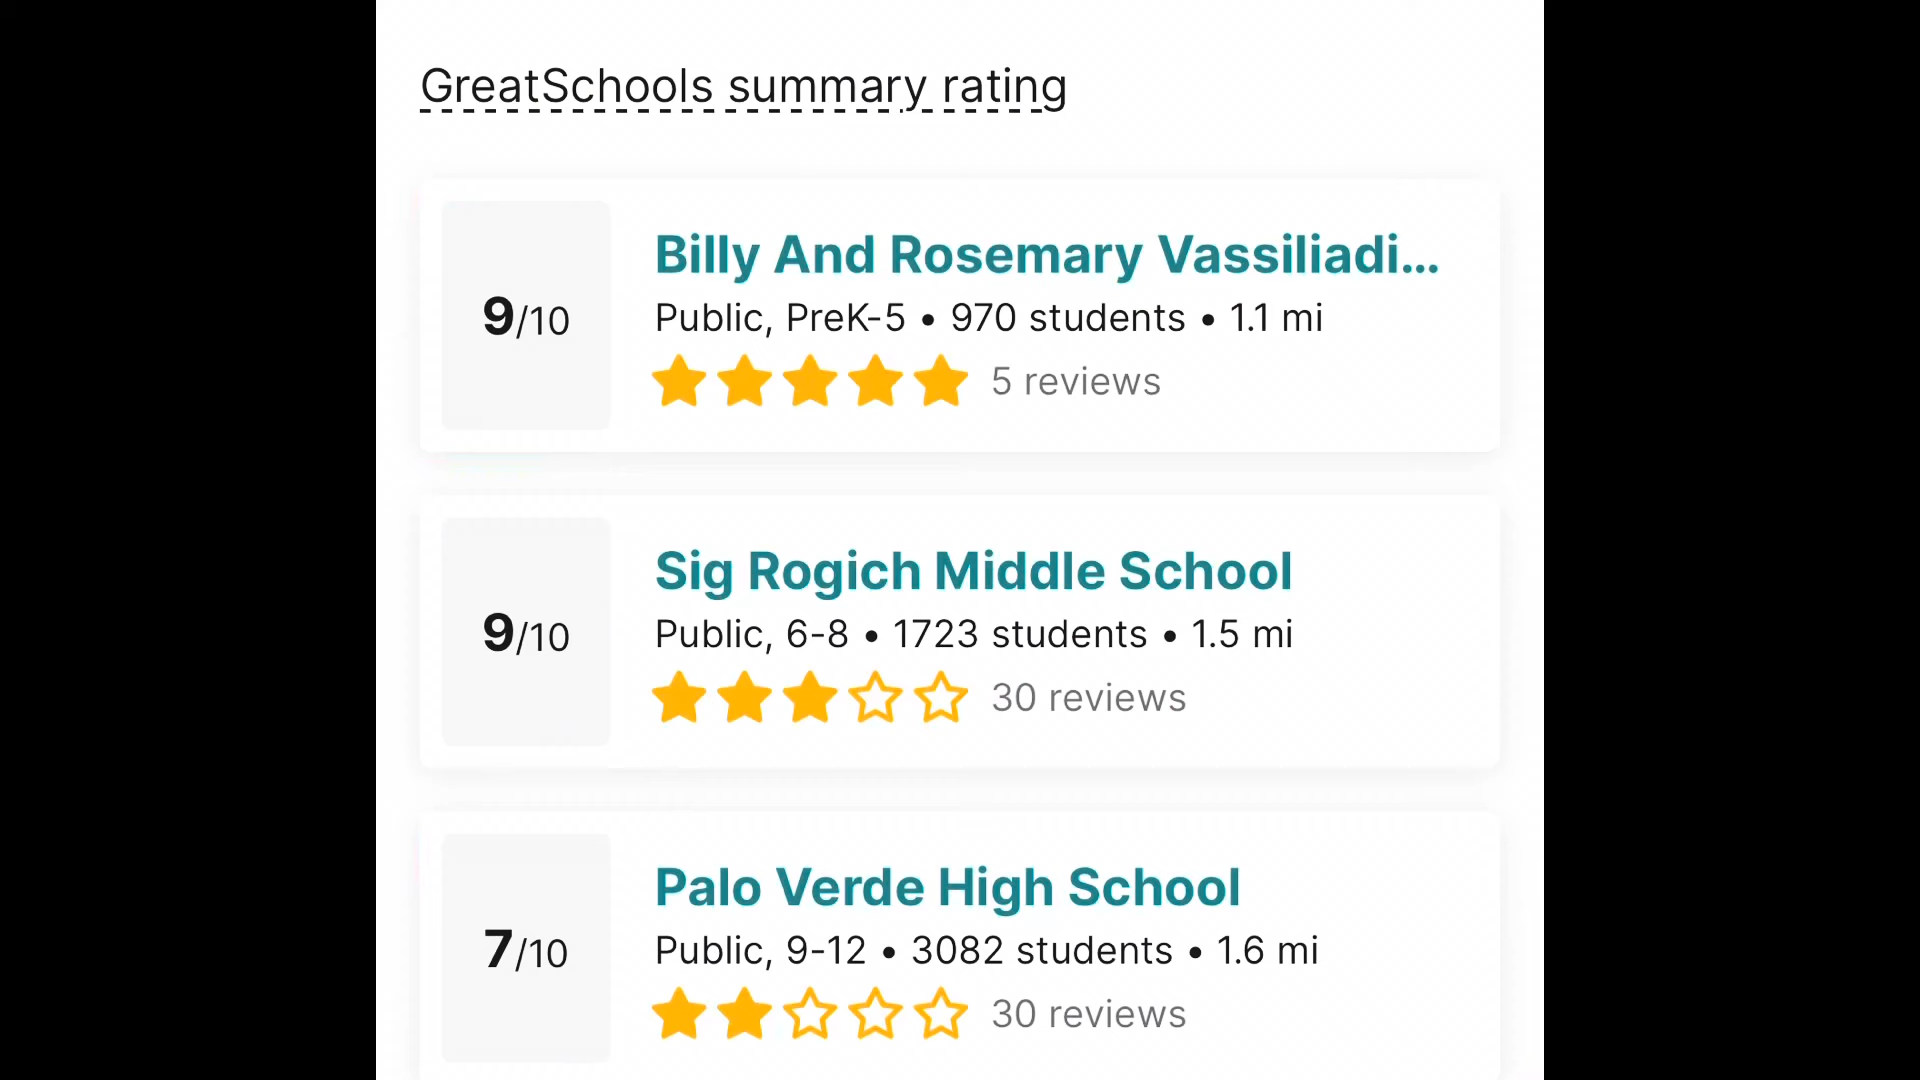 GreatSchools summary rating
9/10
Billy And Rosemary Vassiliadi...
Public, PreK-5 • 970 students • 1.1 mi
5 reviews
9/10
Sig Rogich Middle School
Public, 6-8 • 1723 students • 1.5 mi
30 reviews
7/10
Palo Verde High School
Public, 9-12 • 3082 students • 1.6 mi
30 reviews